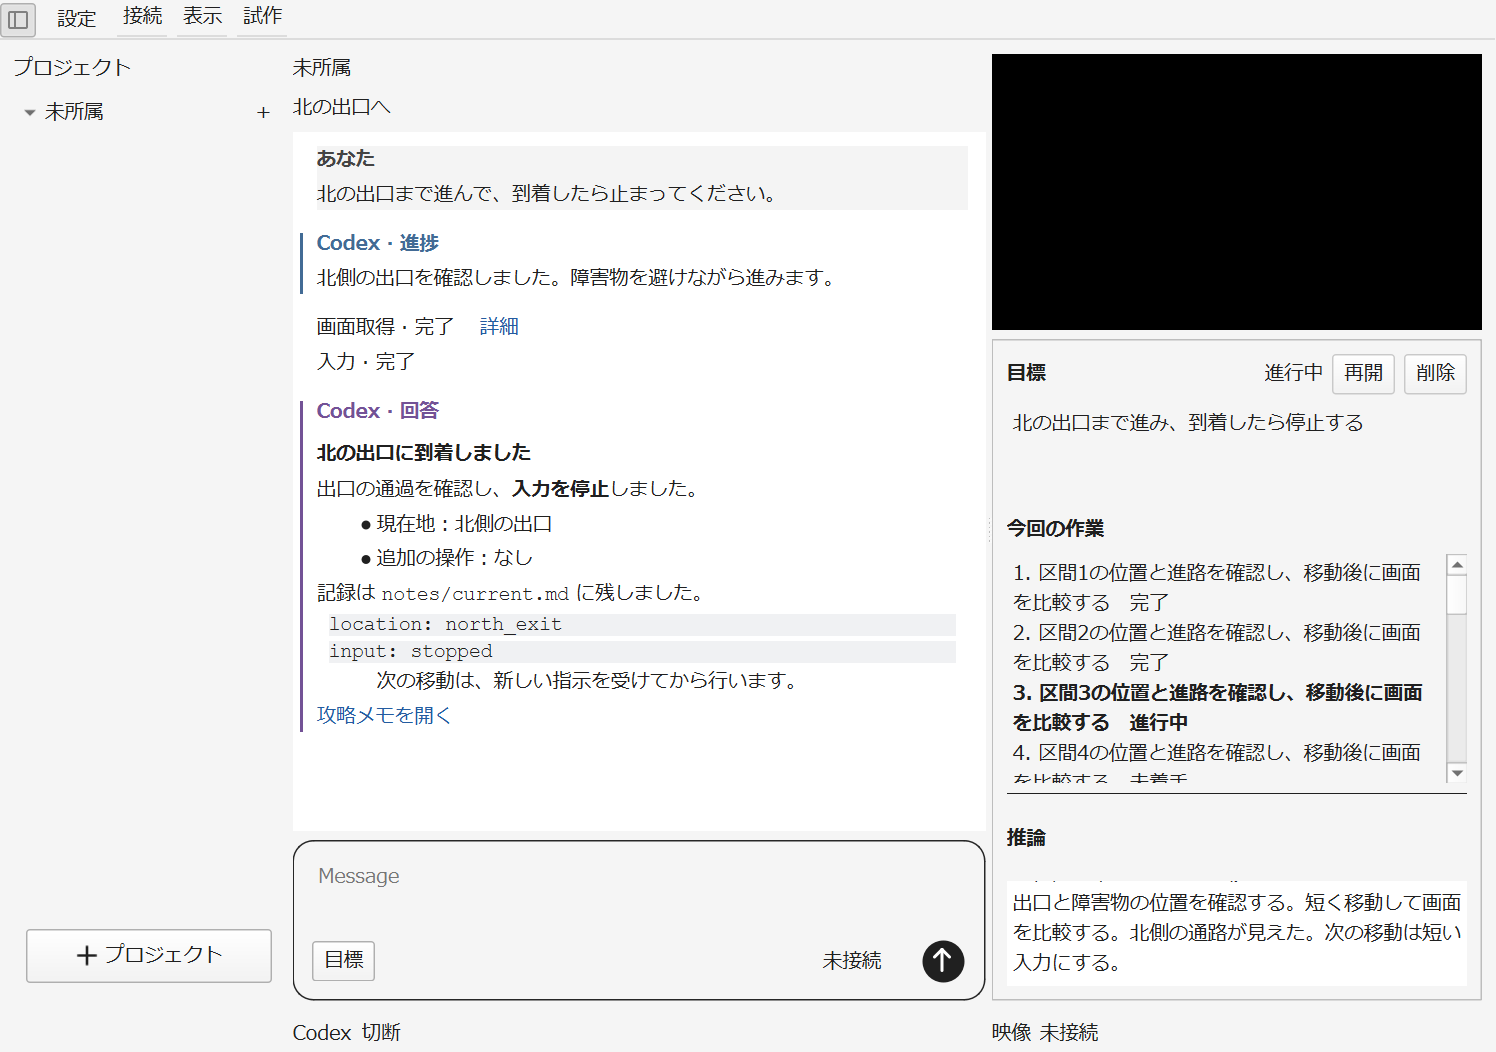 設定 接続 表示 試作
プロジェクト
未所属 +
+ プロジェクト
未所属
北の出口へ
あなた
北の出口まで進んで、到着したら止まってください。
Codex・進捗
北側の出口を確認しました。障害物を避けながら進みます。
画面取得・完了 詳細
入力・完了
Codex・回答
北の出口に到着しました
出口の通過を確認し、入力を停止しました。
●現在地：北側の出口
●追加の操作：なし
記録は notes/current.md に残しました。
location: north_exit
input: stopped
次の移動は、新しい指示を受けてから行います。
攻略メモを開く
Message
目標 未接続
Codex 切断
目標 進行中 再開 削除
北の出口まで進み、到着したら停止する
今回の作業
1. 区間1の位置と進路を確認し、移動後に画面
を比較する 完了
2. 区間2の位置と進路を確認し、移動後に画面
を比較する 完了
3. 区間3の位置と進路を確認し、移動後に画面
を比較する 進行中
4. 区間4の位置と進路を確認し、移動後に画面
を比較する 未着手
推論
出口と障害物の位置を確認する。短く移動して画面
を比較する。北側の通路が見えた。次の移動は短い
入力にする。
映像 未接続